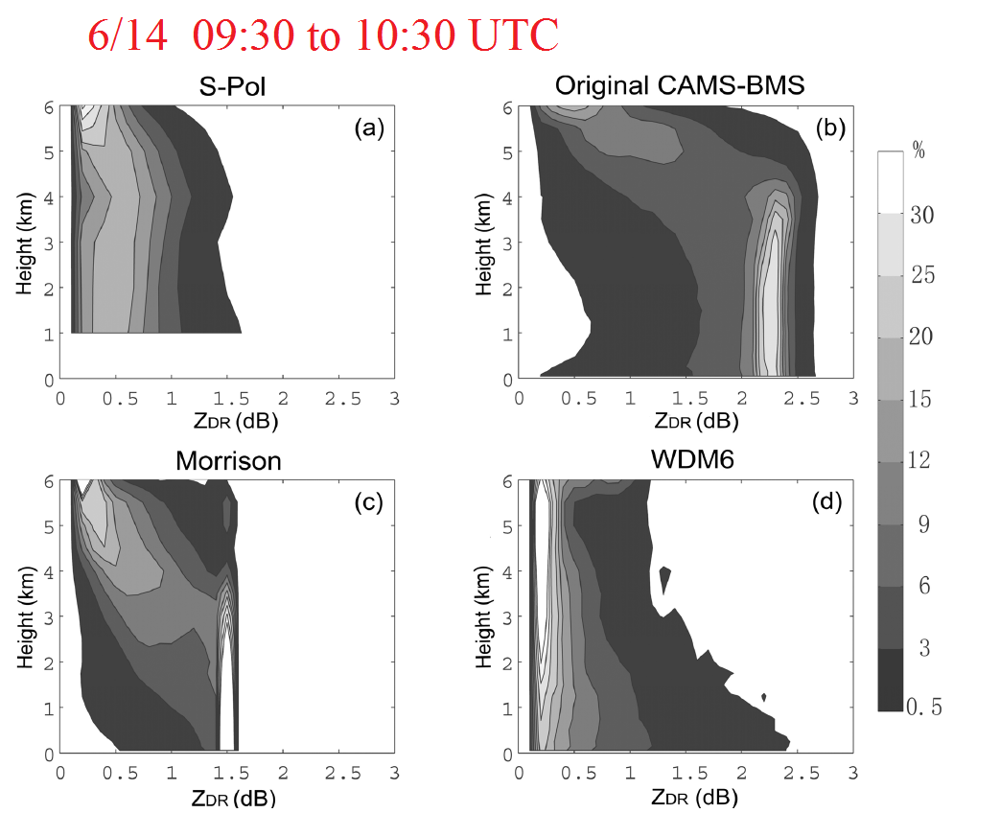 6/14 09:30 to 10:30 UTC
S-Pol
Original CAMS-BMS
(a)
(b)
6
5
4
3
2
1
0
Height (km)
0 0.5 1 1.5 2 2.5 3
ZDR (dB)
6
5
4
3
2
1
0
Height (km)
0 0.5 1 1.5 2 2.5 3
ZDR (dB)
%
30
25
20
15
12
9
6
3
0.5
Morrison
WDM6
(c)
(d)
6
5
4
3
2
1
0
Height (km)
0 0.5 1 1.5 2 2.5 3
ZDR (dB)
6
5
4
3
2
1
0
Height (km)
0 0.5 1 1.5 2 2.5 3
ZDR (dB)